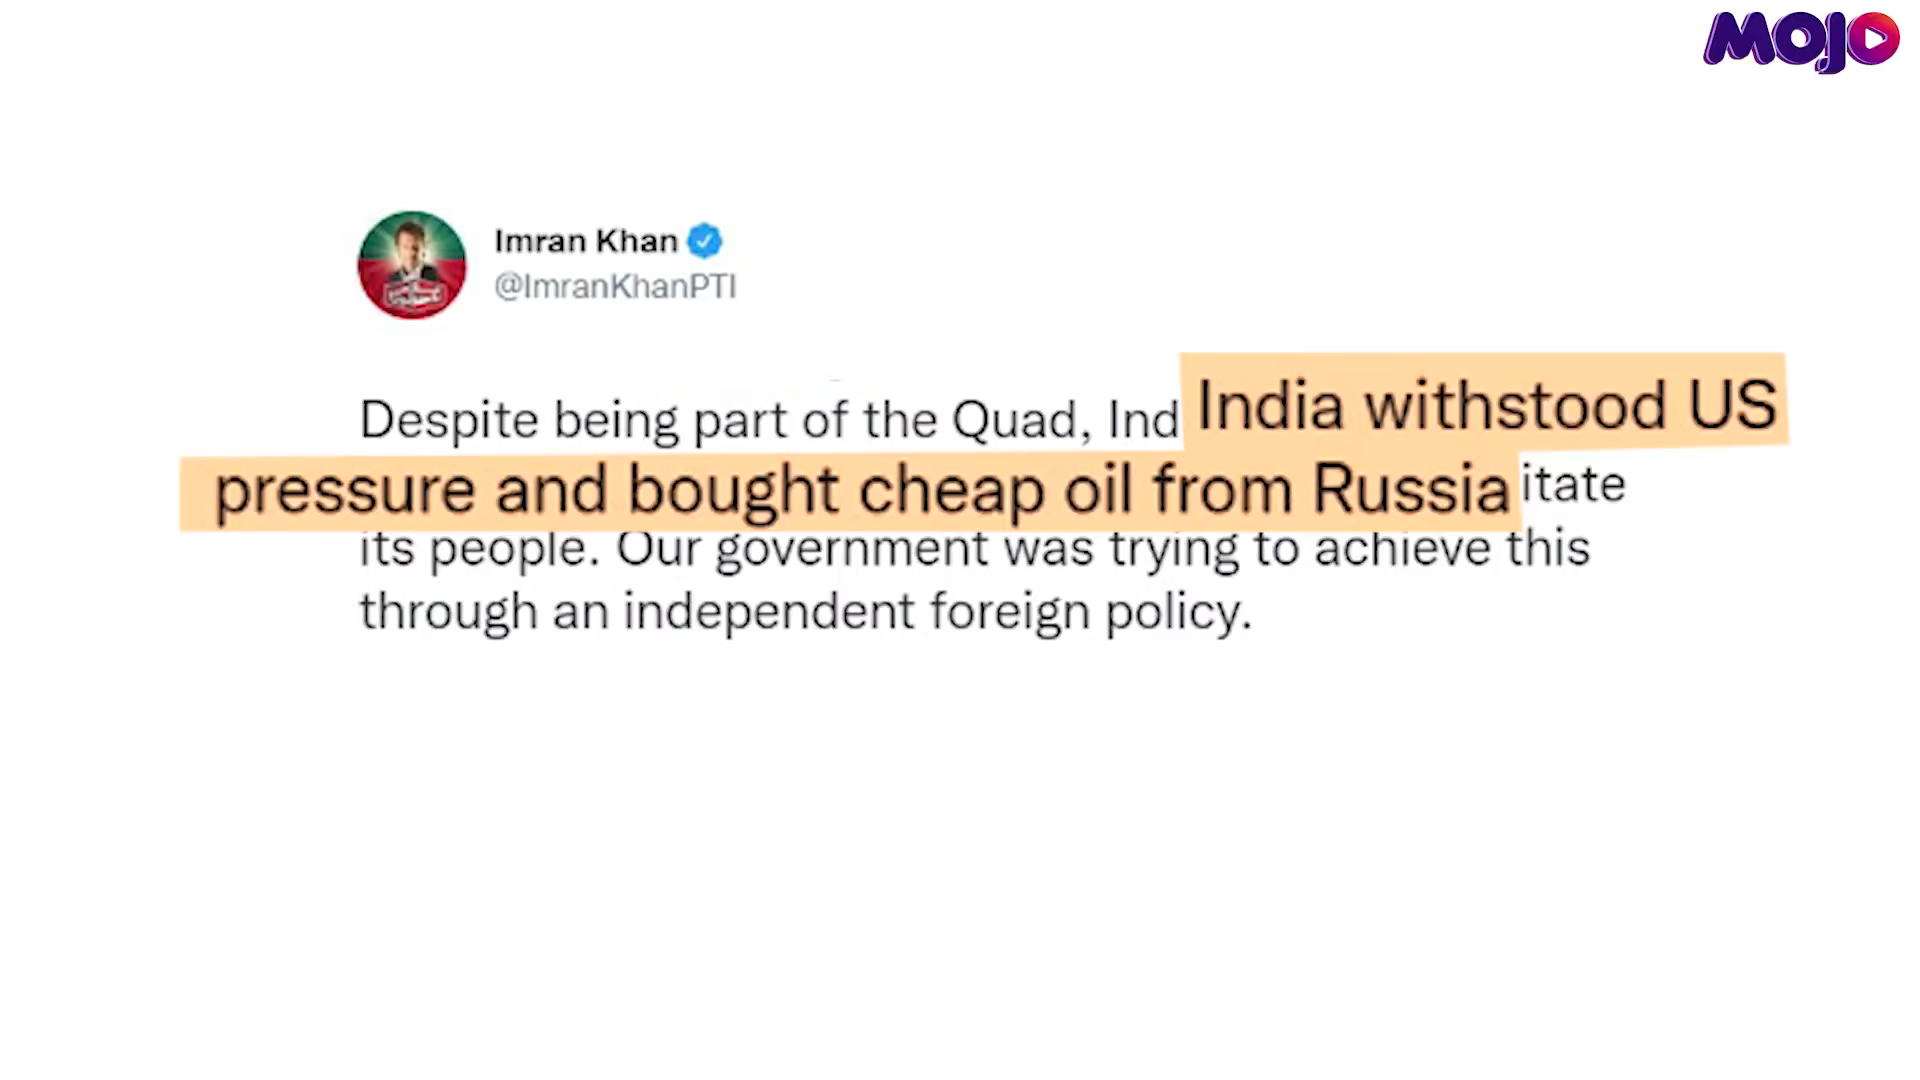 MOJO
Imran Khan
@ImranKhanPTI
Despite being part of the Quad, Ind India withstood US
pressure and bought cheap oil from Russia itate
its people. Our government was trying to achieve this
through an independent foreign policy.